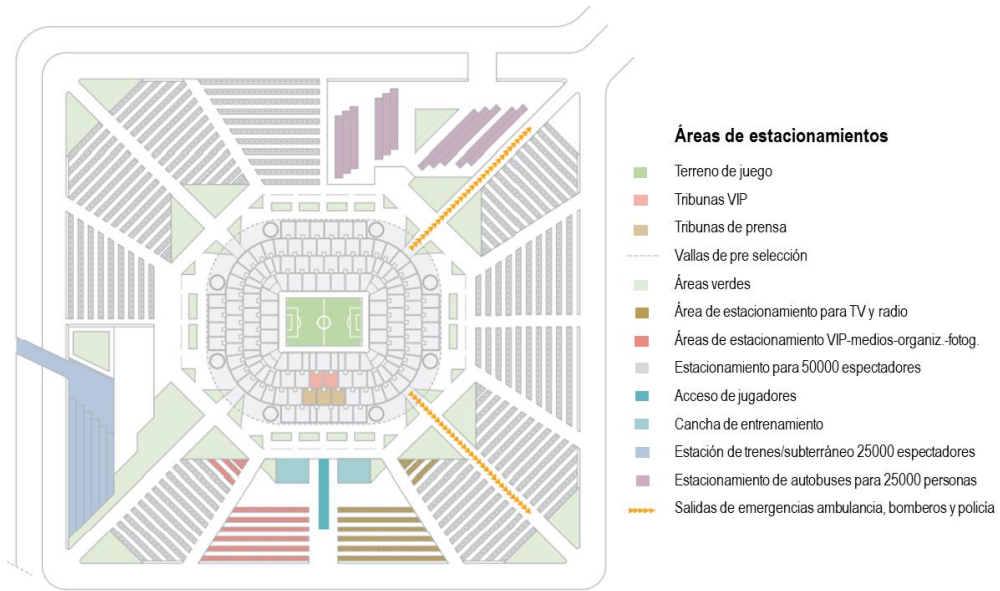 Áreas de estacionamientos
Terreno de juego
Tribunas VIP
Tribunas de prensa
Vallas de pre selección
Áreas verdes
Área de estacionamiento para TV y radio
Áreas de estacionamiento VIP-medios-organiz.-fotog.
Estacionamiento para 50000 espectadores
Acceso de jugadores
Cancha de entrenamiento
Estación de trenes/subterráneo 25000 espectadores
Estacionamiento de autobuses para 25000 personas
Salidas de emergencias ambulancia, bomberos y policía